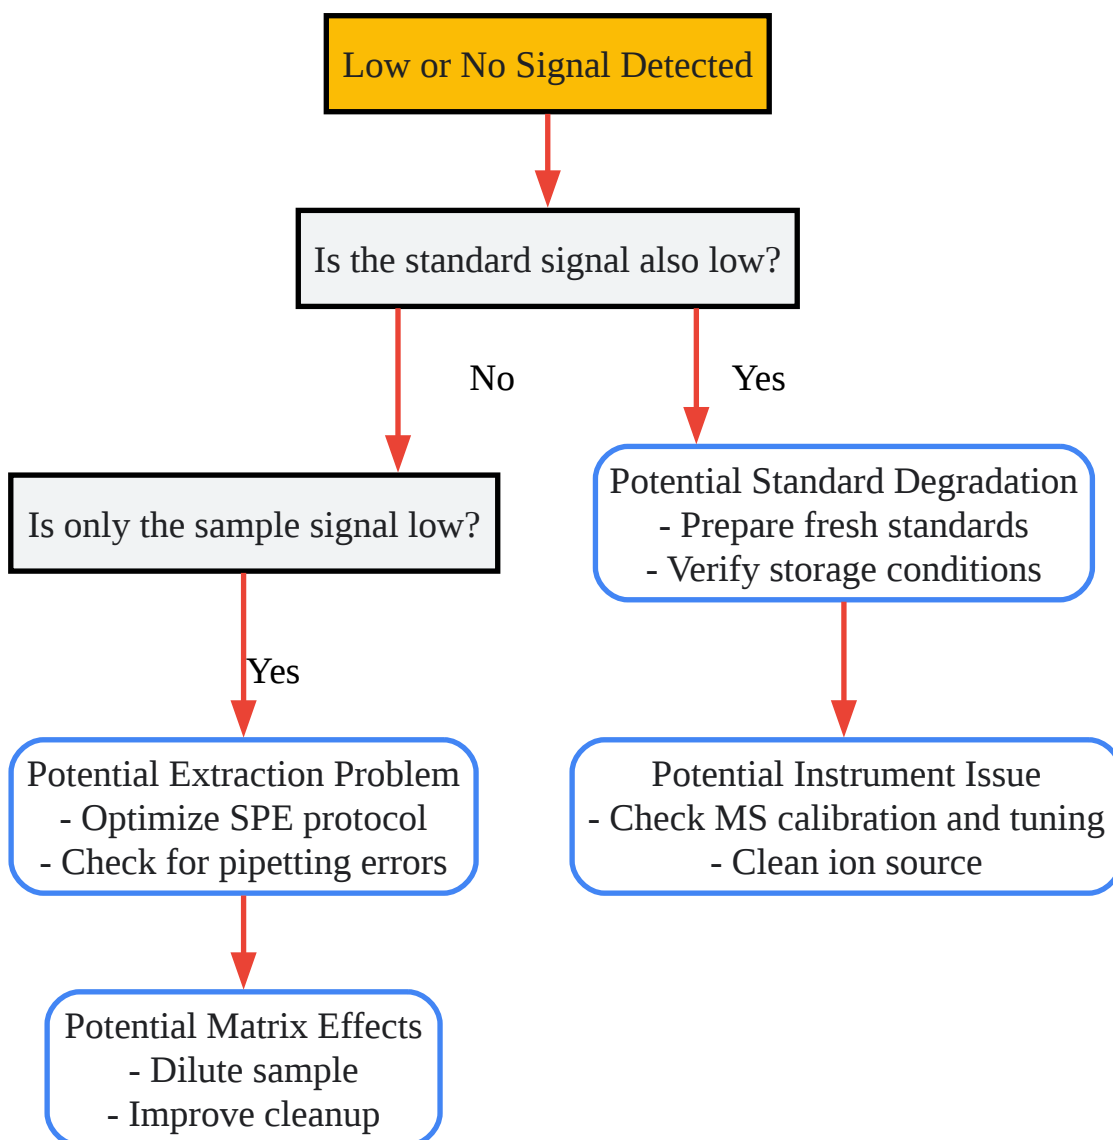 Low or No Signal Detected
Is the standard signal also low?
No
Yes
Is only the sample signal low?
Potential Standard Degradation
- Prepare fresh standards
- Verify storage conditions
Yes
Potential Extraction Problem
- Optimize SPE protocol
- Check for pipetting errors
Potential Instrument Issue
- Check MS calibration and tuning
- Clean ion source
Potential Matrix Effects
- Dilute sample
- Improve cleanup